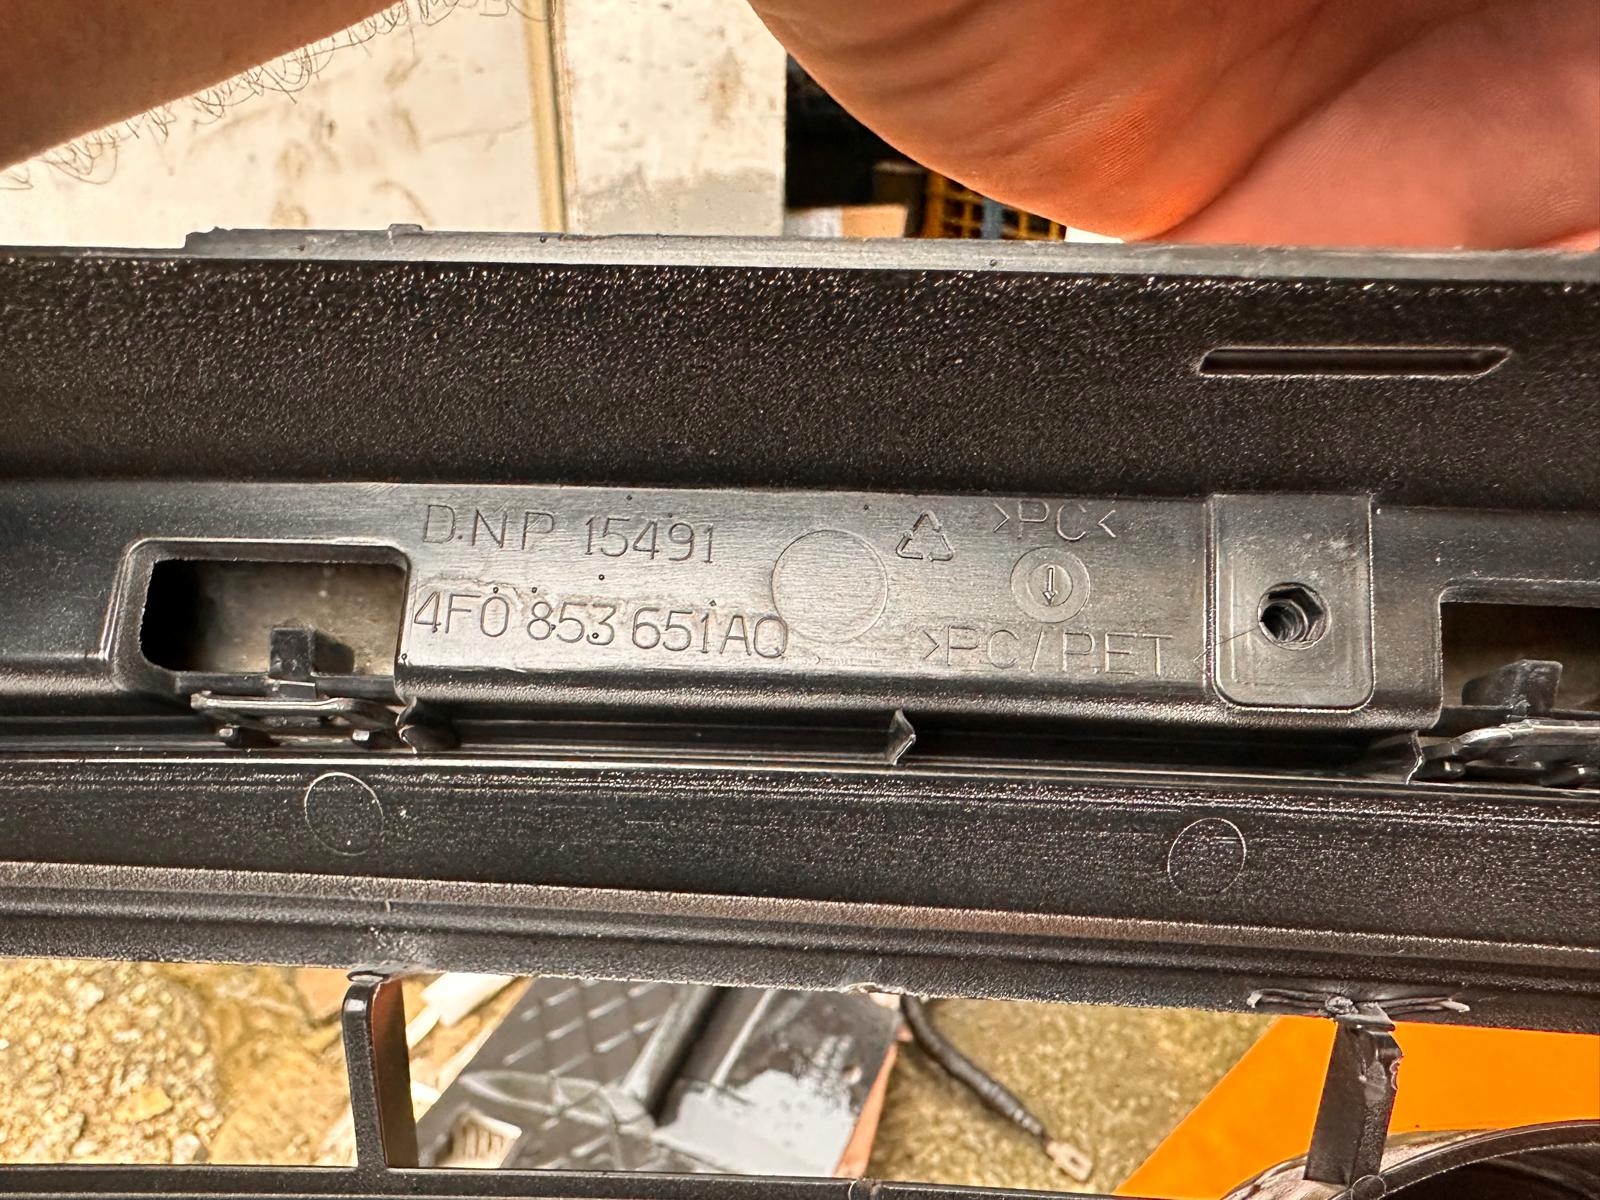 D.N.P 15491
4F0 853 651AQ
>PC<
>PC/PET<